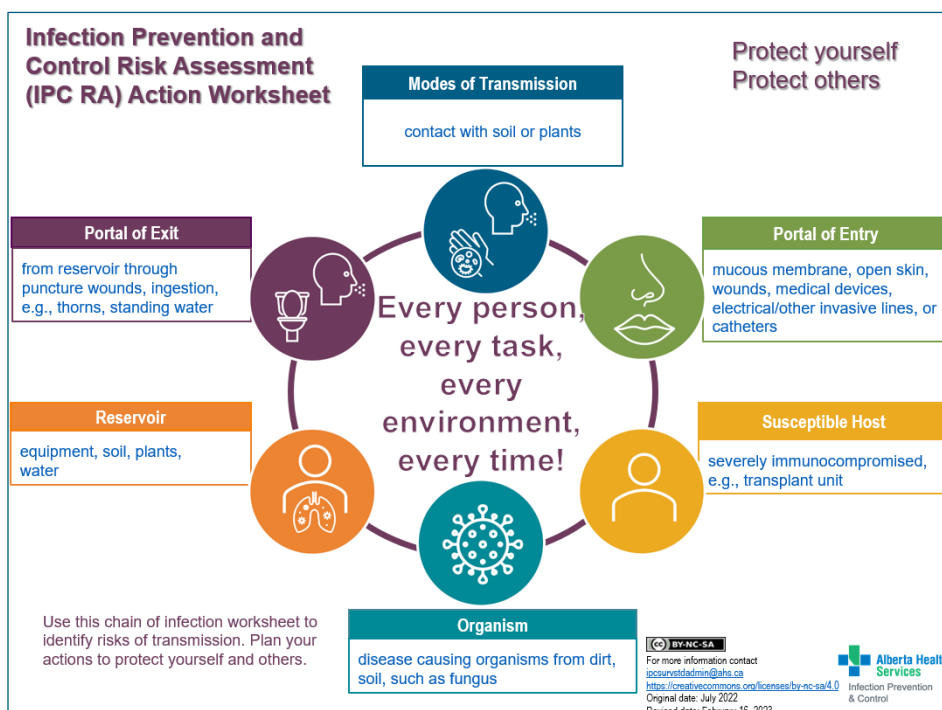 Infection Prevention and
Control Risk Assessment
(IPC RA) Action Worksheet
Protect yourself
Protect others
Modes of Transmission
contact with soil or plants
Portal of Exit
from reservoir through
puncture wounds, ingestion,
e.g., thorns, standing water
Portal of Entry
mucous membrane, open skin,
wounds, medical devices,
electrical/other invasive lines, or
catheters
Every person,
every task,
every
environment,
every time!
Reservoir
equipment, soil, plants,
water
Susceptible Host
severely immunocompromised,
e.g., transplant unit
Organism
disease causing organisms from dirt,
soil, such as fungus
Use this chain of infection worksheet to
identify risks of transmission. Plan your
actions to protect yourself and others.
(cc) BY-NC-SA
For more information contact
ipcsurvstdadmin@ahs.ca
https://creativecommons.org/licenses/by-nc-sa/4.0
Original date: July 2022
Revised date: February 16, 2023
Alberta Health
Services
Infection Prevention
& Control